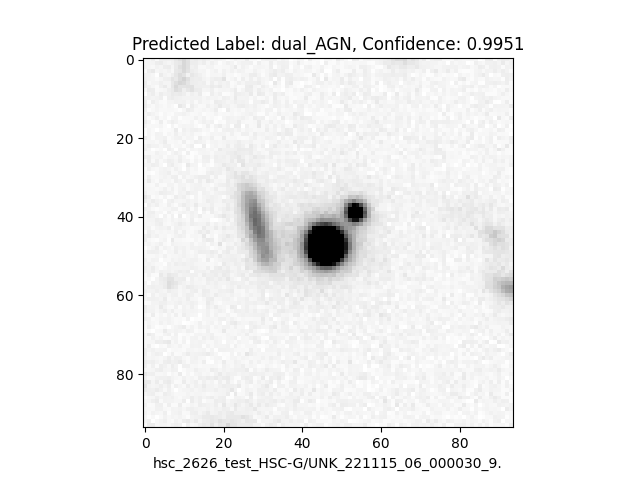 Predicted Label: dual_AGN, Confidence: 0.9951
0
20
40
60
80
0 20 40 60 80
hsc_2626_test_HSC-G/UNK_221115_06_000030_9.